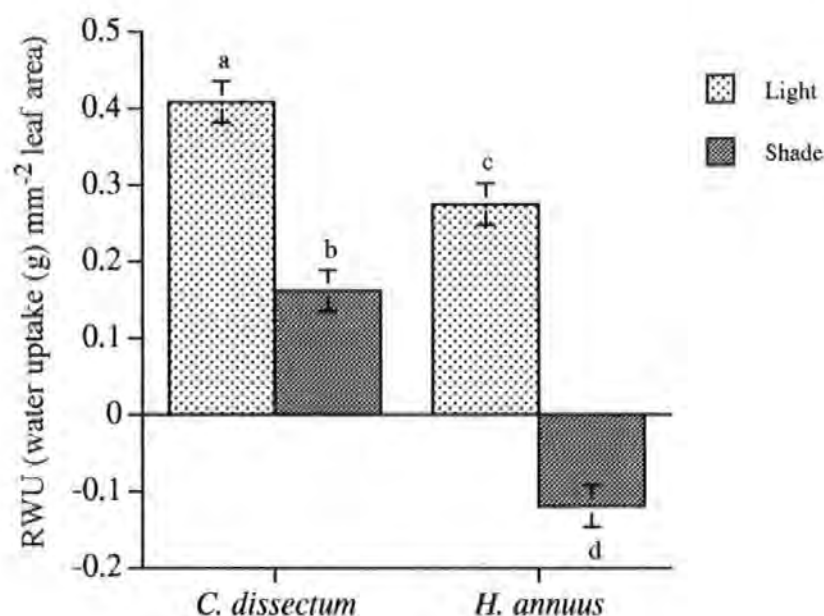 RWU (water uptake (g) mm-2 leaf area)
0.5
0.4
0.3
0.2
0.1
0
-0.1
-0.2
a
b
c
d
C. dissectum
H. annuus
Light
Shade